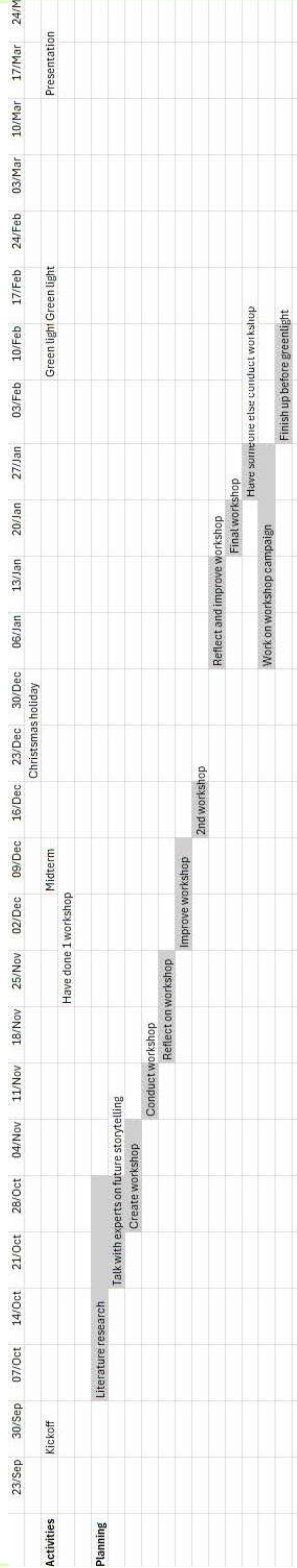 23/Sep 30/Sep 07/Oct 14/Oct 21/Oct 28/Oct 04/Nov 11/Nov 18/Nov 25/Nov 02/Dec 09/Dec 16/Dec 23/Dec 30/Dec 06/Jan 13/Jan 20/Jan 27/Jan 03/Feb 10/Feb 17/Feb 24/Feb 03/Mar 10/Mar 17/Mar 24/M
Christsmas holiday
Activities Kickoff Midterm Green light Green light Presentation
Have done 1 workshop
Planning Literature research
Talk with experts on future storytelling
Create workshop
Conduct workshop
Reflect on workshop
Improve workshop
2nd workshop
Reflect and improve workshop
Final workshop
Have someone else conduct workshop
Work on workshop campaign
Finish up before greenlight